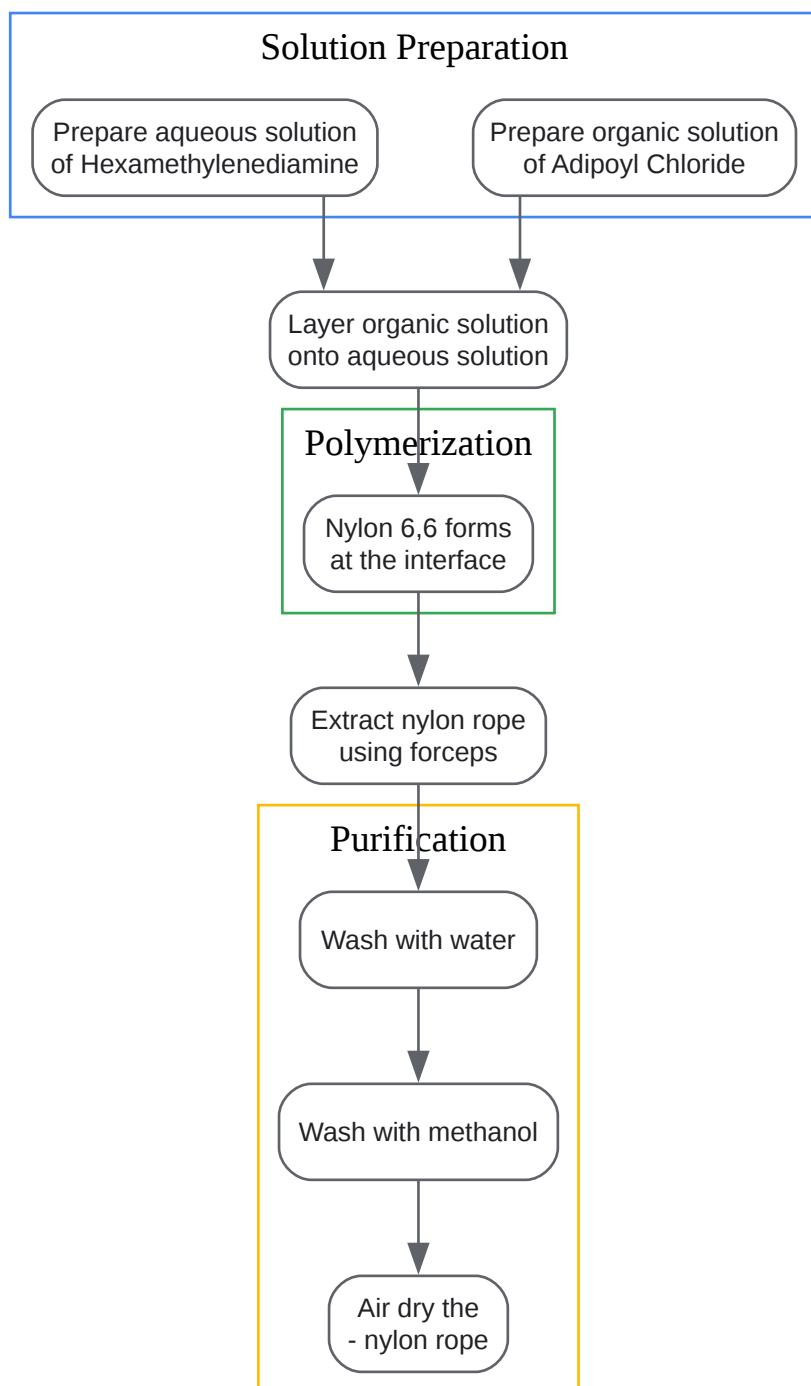 Solution Preparation
Prepare aqueous solution
of Hexamethylenediamine
Prepare organic solution
of Adipoyl Chloride
Layer organic solution
onto aqueous solution
Polymerization
Nylon 6,6 forms
at the interface
Extract nylon rope
using forceps
Purification
Wash with water
Wash with methanol
Air dry the
- nylon rope